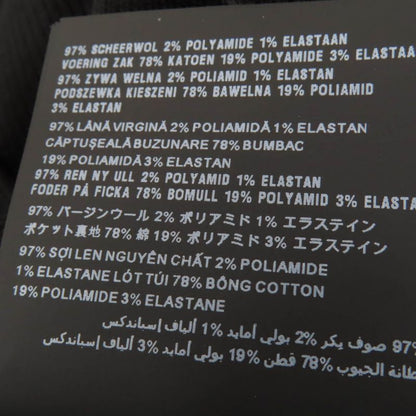 97% SCHEERWOL 2% POLYAMIDE 1% ELASTAAN
VOERING ZAK 78% KATOEN 19% POLYAMIDE 3% ELASTAA
97% ZYWA WELNA 2% POLIAMID 1% ELASTAN
PODSZEWKA KIESZENI 78% BAWELNA 19% POLIAMID
3% ELASTAN
97% LÂNĂ VIRGINĂ 2% POLIAMIDĂ 1% ELASTAN
CĂPTUȘEALĂ BUZUNARE 78% BUMBAC
19% POLIAMIDĂ 3% ELASTAN
97% REN NY ULL 2% POLYAMID 1% ELASTAN
FODER PÅ FICKA 78% BOMULL 19% POLYAMID 3% ELASTAN
97% バージンウール 2% ポリアミド 1% エラステイン
ポケット裏地 78% 綿 19% ポリアミド 3% エラステイン
97% SỢI LEN NGUYÊN CHẤT 2% POLIAMIDE
1% ELASTANE LÓT TÚI 78% BÔNG COTTON
19% POLIAMIDE 3% ELASTANE
97% صوف بكر 2% بولي أمايد 1% ألياف إسباندكس
بطانة الجيوب 78% قطن 19% بولي أمايد 3% ألياف إسباندكس